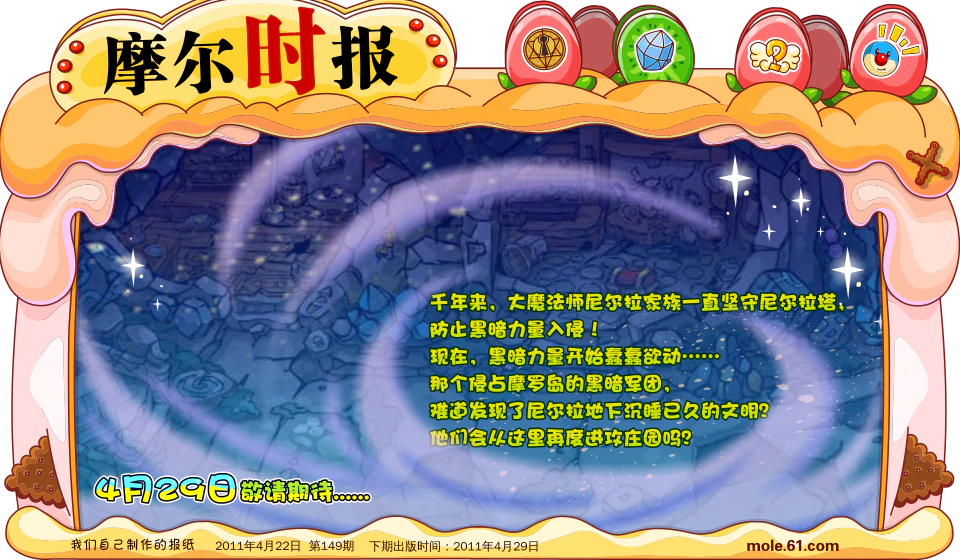 摩尔时报
千年来，大魔法师尼尔拉家族一直坚守尼尔拉塔，
防止黑暗力量入侵！
现在，黑暗力量开始蠢蠢欲动……
那个侵占摩罗岛的黑暗军团，
难道发现了尼尔拉地下沉睡已久的文明？
他们会从这里再度进攻庄园吗？
4月29日敬请期待……
我们自己制作的报纸 2011年4月22日 第149期 下期出版时间：2011年4月29日 mole.61.com